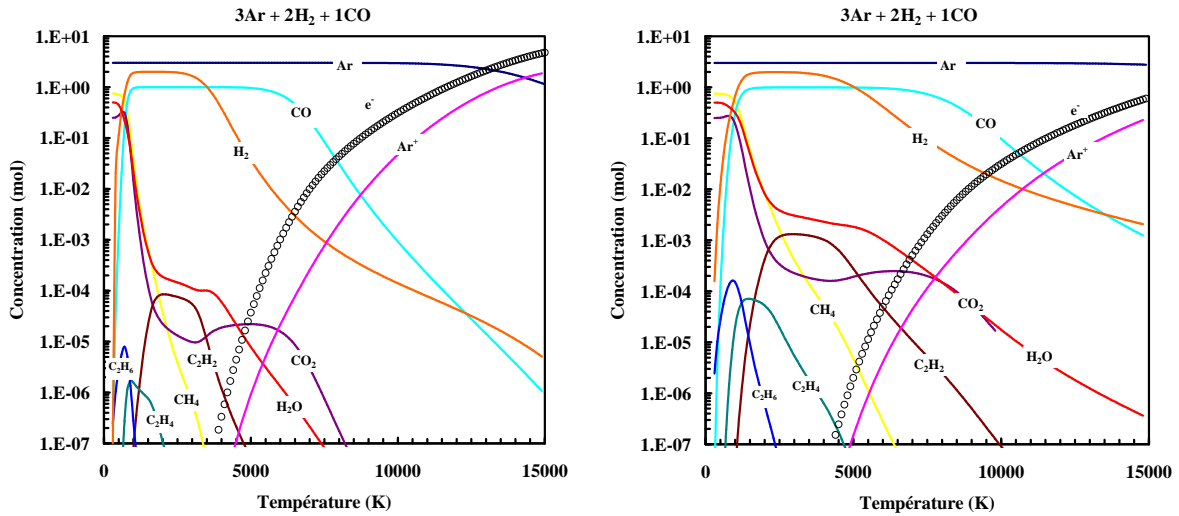 3Ar + 2H₂ + 1CO
1.E+01
1.E+00
1.E-01
1.E-02
1.E-03
1.E-04
1.E-05
1.E-06
1.E-07
Concentration (mol)
0
5000
10000
15000
Température (K)
Ar
e⁻
CO
H₂
Ar⁺
C₂H₂
CO₂
C₂H₆
CH₄
H₂O
C₂H₄
3Ar + 2H₂ + 1CO
1.E+01
1.E+00
1.E-01
1.E-02
1.E-03
1.E-04
1.E-05
1.E-06
1.E-07
Concentration (mol)
0
5000
10000
15000
Température (K)
Ar
e⁻
CO
H₂
Ar⁺
CH₄
CO₂
H₂O
C₂H₂
C₂H₄
C₂H₆